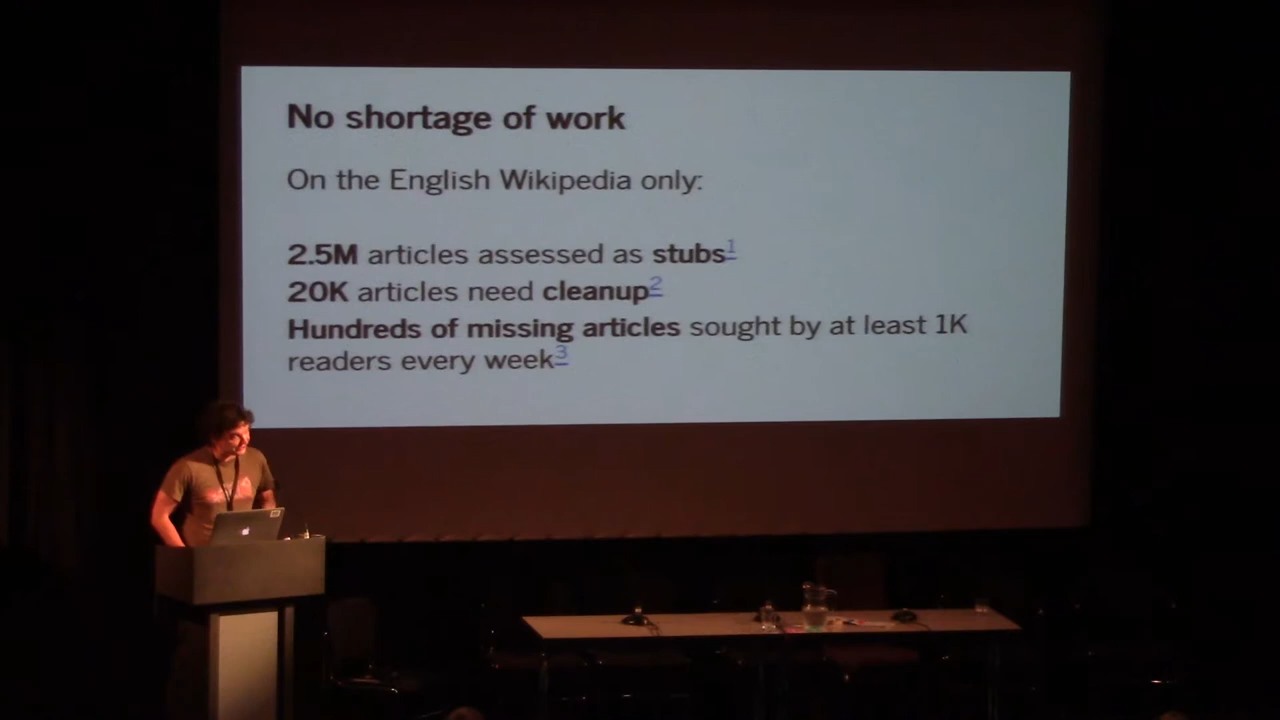 No shortage of work
On the English Wikipedia only:
2.5M articles assessed as stubs1
20K articles need cleanup2
Hundreds of missing articles sought by at least 1K
readers every week3